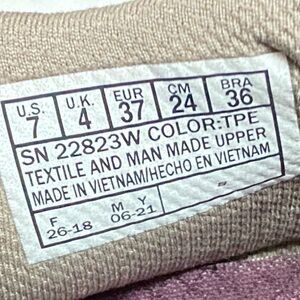 U.S. U.K. EUR CM BRA
7 4 37 24 36
SN 22823W COLOR:TPE
TEXTILE AND MAN MADE UPPER
MADE IN VIETNAM/HECHO EN VIETNAM
F M Y
26-18 06-21